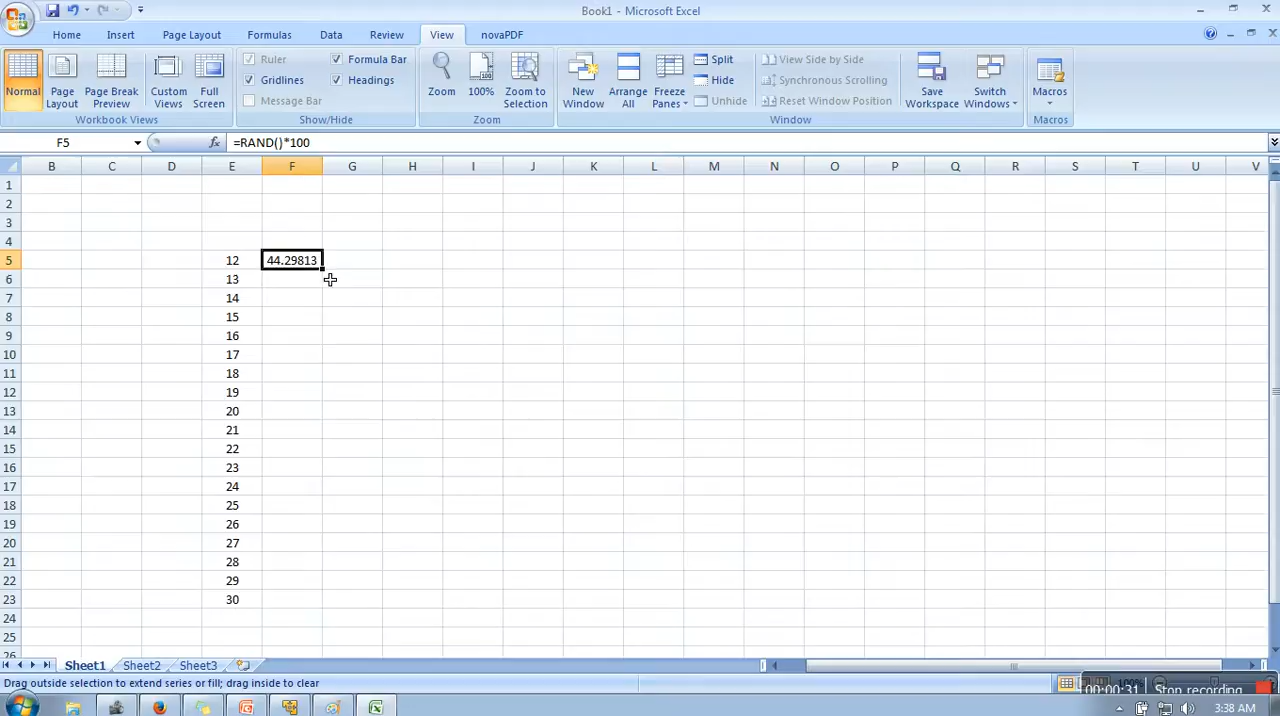 Book1 - Microsoft Excel
Home Insert Page Layout Formulas Data Review View novaPDF
Ruler Formula Bar Split View Side by Side
Gridlines Headings Hide Synchronous Scrolling
Message Bar Unhide Reset Window Position
Normal Page Layout Page Break Preview Custom Views Full Screen Zoom 100% Zoom to Selection New Window Arrange All Freeze Panes Save Workspace Switch Windows Macros
Workbook Views Show/Hide Zoom Window Macros
F5 fx =RAND()*100
B C D E F G H I J K L M N O P Q R S T U V
1
2
3
4
5 12 44.29813
6 13
7 14
8 15
9 16
10 17
11 18
12 19
13 20
14 21
15 22
16 23
17 24
18 25
19 26
20 27
21 28
22 29
23 30
24
25
26
Sheet1 Sheet2 Sheet3
Drag outside selection to extend series or fill; drag inside to clear 100%
00:00:31 Stop recording
3:38 AM